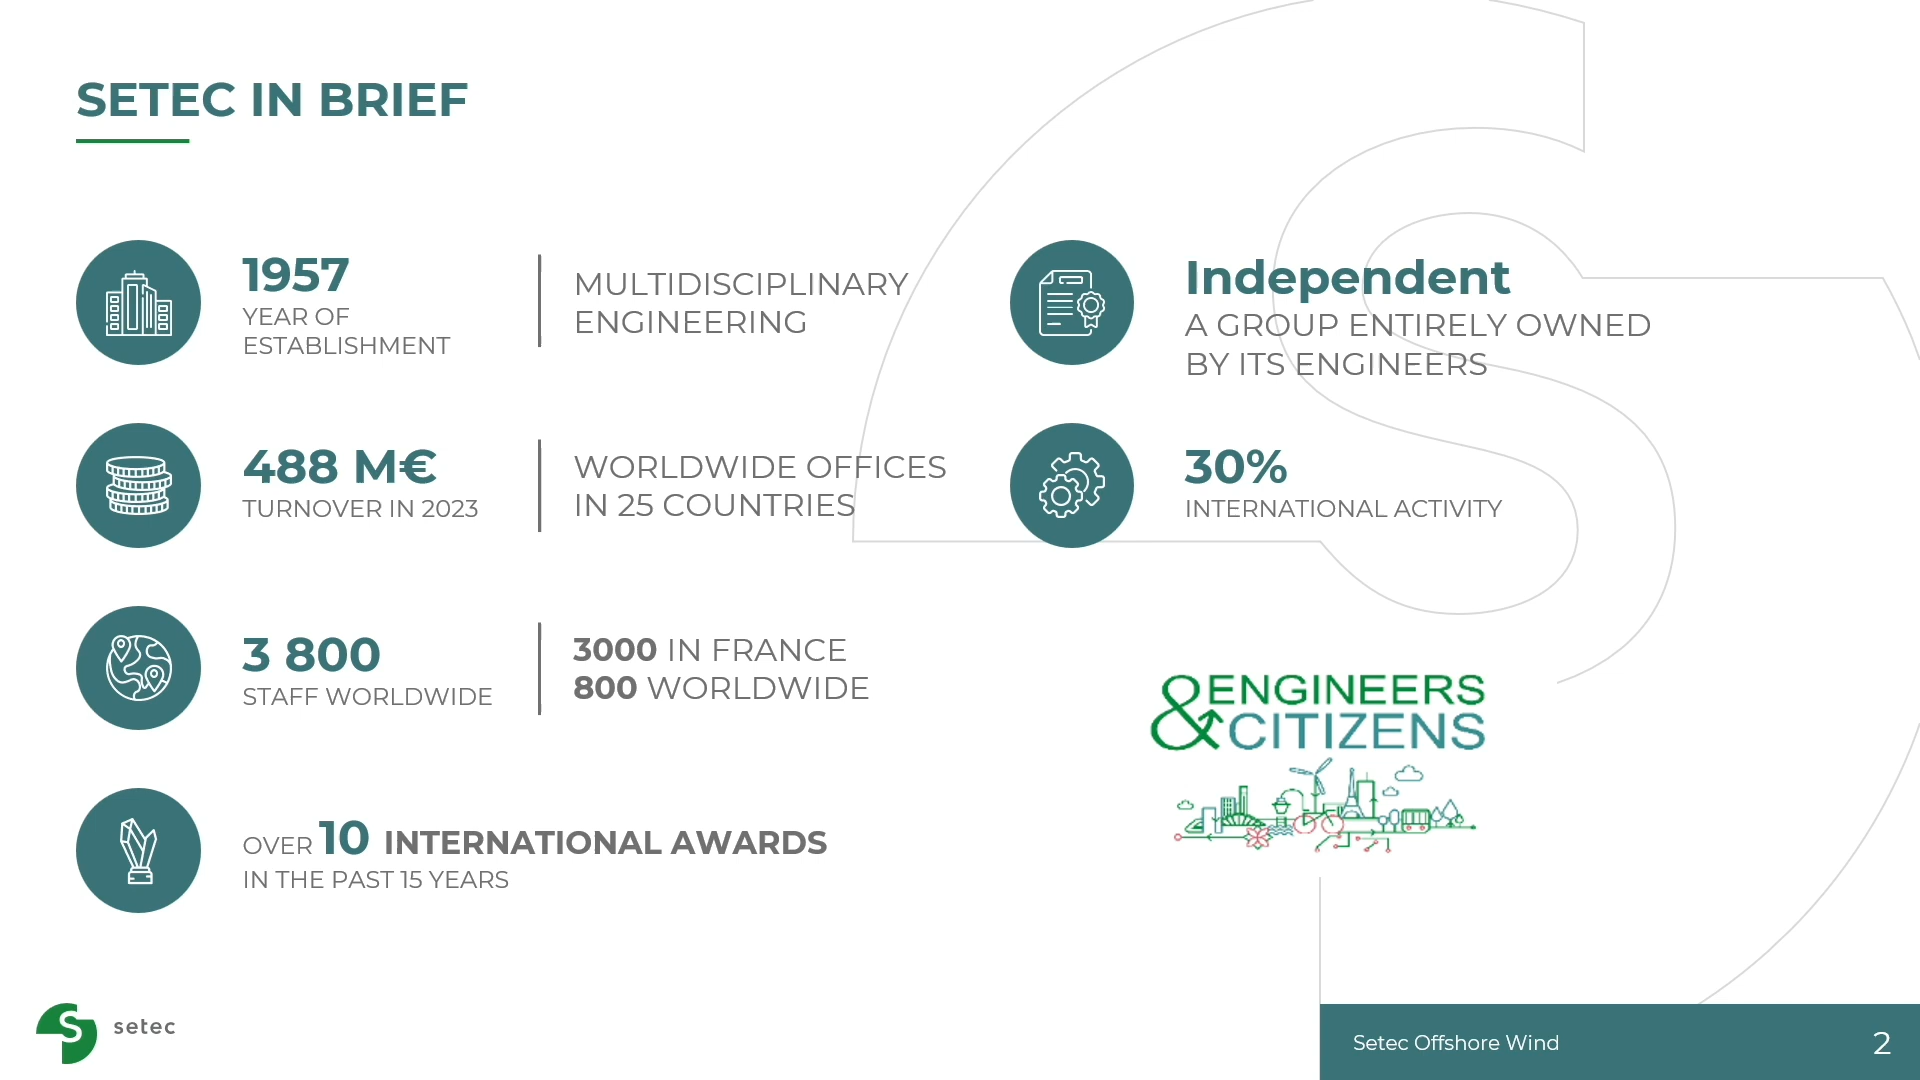 SETEC IN BRIEF
1957
YEAR OF
ESTABLISHMENT
MULTIDISCIPLINARY
ENGINEERING
Independent
A GROUP ENTIRELY OWNED
BY ITS ENGINEERS
488 M€
TURNOVER IN 2023
WORLDWIDE OFFICES
IN 25 COUNTRIES
30%
INTERNATIONAL ACTIVITY
3 800
STAFF WORLDWIDE
3000 IN FRANCE
800 WORLDWIDE
ENGINEERS
&CITIZENS
OVER 10 INTERNATIONAL AWARDS
IN THE PAST 15 YEARS
S setec
Setec Offshore Wind
2